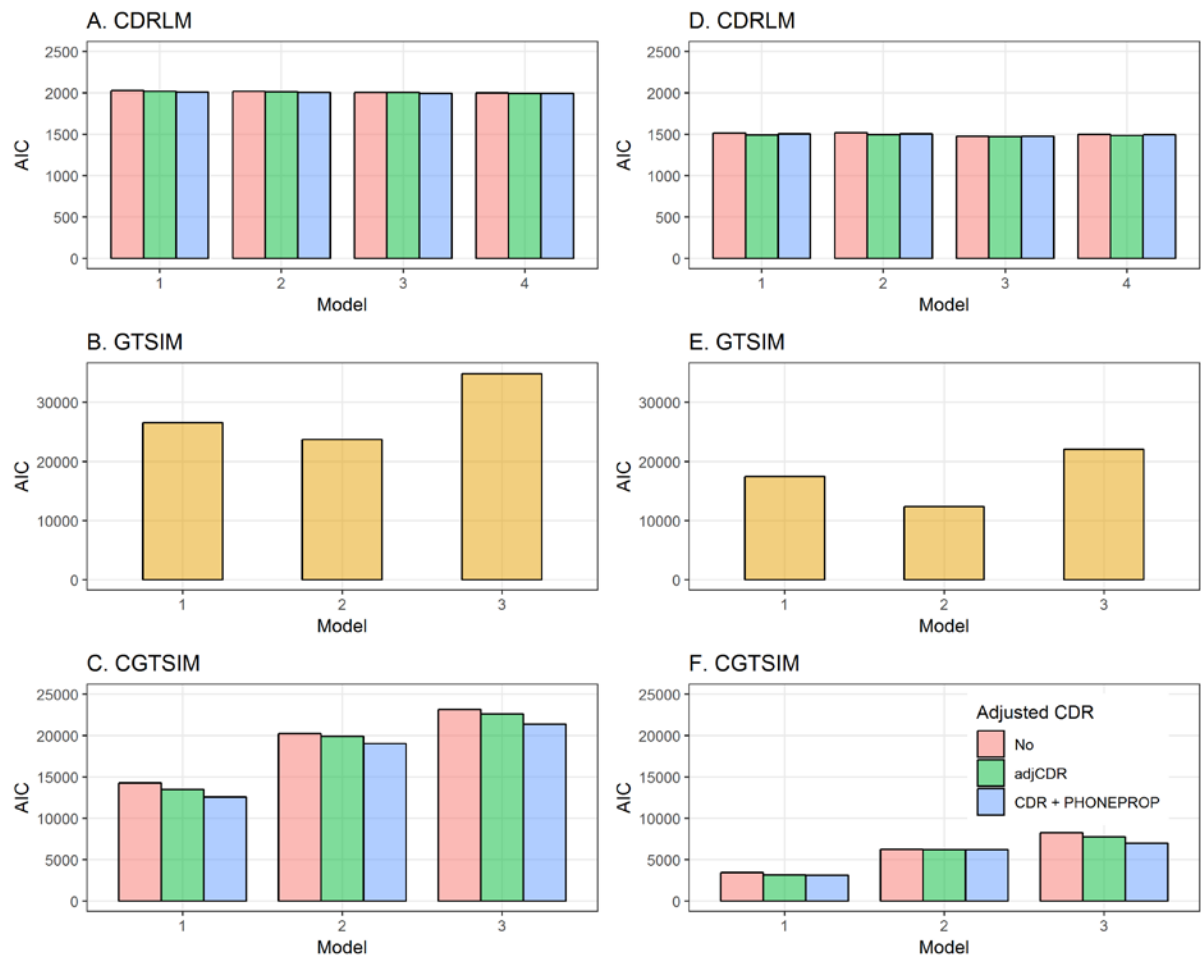 A. CDRLM
2500
2000
1500
1000
500
0
AIC
1 2 3 4
Model
D. CDRLM
2500
2000
1500
1000
500
0
AIC
1 2 3 4
Model
B. GTSIM
30000
20000
10000
0
AIC
1 2 3
Model
E. GTSIM
30000
20000
10000
0
AIC
1 2 3
Model
C. CGTSIM
25000
20000
15000
10000
5000
0
AIC
1 2 3
Model
F. CGTSIM
25000
20000
15000
10000
5000
0
AIC
Adjusted CDR
No
adjCDR
CDR + PHONEPROP
1 2 3
Model